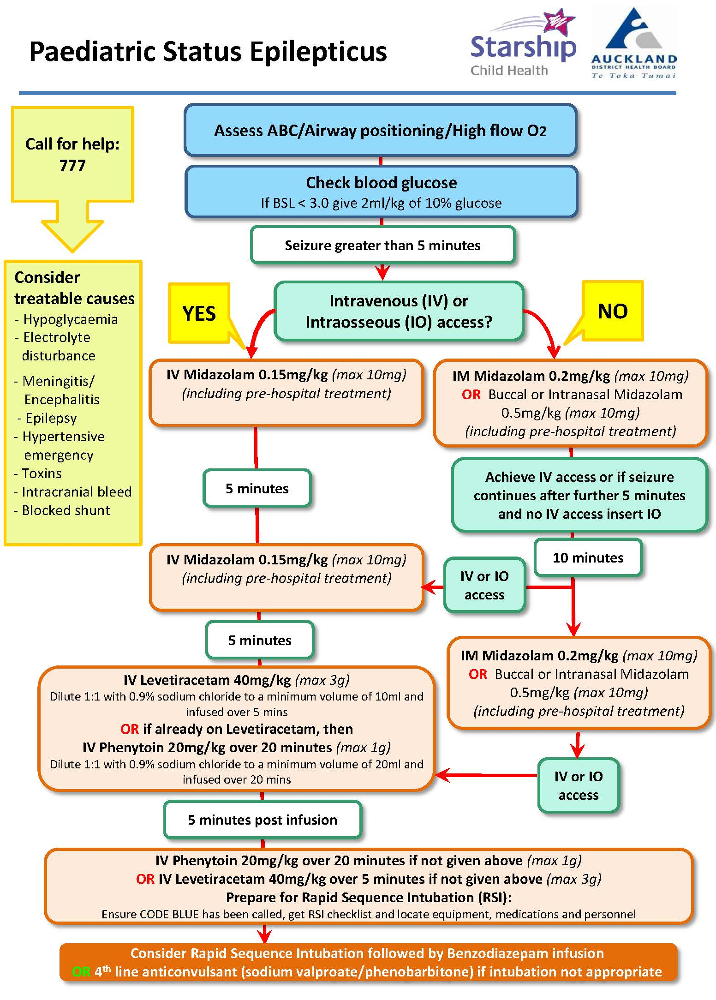 Paediatric Status Epilepticus
Starship
Child Health
AUCKLAND
DISTRICT HEALTH BOARD
Te Toka Tumai
Call for help:
777
Assess ABC/Airway positioning/High flow O2
Check blood glucose
If BSL < 3.0 give 2ml/kg of 10% glucose
Seizure greater than 5 minutes
Consider
treatable causes
- Hypoglycaemia
- Electrolyte
disturbance
- Meningitis/
Encephalitis
- Epilepsy
- Hypertensive
emergency
- Toxins
- Intracranial bleed
- Blocked shunt
Intravenous (IV) or
Intraosseous (IO) access?
YES
NO
IV Midazolam 0.15mg/kg (max 10mg)
(including pre-hospital treatment)
IM Midazolam 0.2mg/kg (max 10mg)
OR Buccal or Intranasal Midazolam
0.5mg/kg (max 10mg)
(including pre-hospital treatment)
5 minutes
Achieve IV access or if seizure
continues after further 5 minutes
and no IV access insert IO
10 minutes
IV or IO
access
IV Midazolam 0.15mg/kg (max 10mg)
(including pre-hospital treatment)
5 minutes
IM Midazolam 0.2mg/kg (max 10mg)
OR Buccal or Intranasal Midazolam
0.5mg/kg (max 10mg)
(including pre-hospital treatment)
IV Levetiracetam 40mg/kg (max 3g)
Dilute 1:1 with 0.9% sodium chloride to a minimum volume of 10ml and
infused over 5 mins
OR if already on Levetiracetam, then
IV Phenytoin 20mg/kg over 20 minutes (max 1g)
Dilute 1:1 with 0.9% sodium chloride to a minimum volume of 20ml and
infused over 20 mins
IV or IO
access
5 minutes post infusion
IV Phenytoin 20mg/kg over 20 minutes if not given above (max 1g)
OR IV Levetiracetam 40mg/kg over 5 minutes if not given above (max 3g)
Prepare for Rapid Sequence Intubation (RSI):
Ensure CODE BLUE has been called, get RSI checklist and locate equipment, medications and personnel
Consider Rapid Sequence Intubation followed by Benzodiazepam infusion
OR 4th line anticonvulsant (sodium valproate/phenobarbitone) if intubation not appropriate